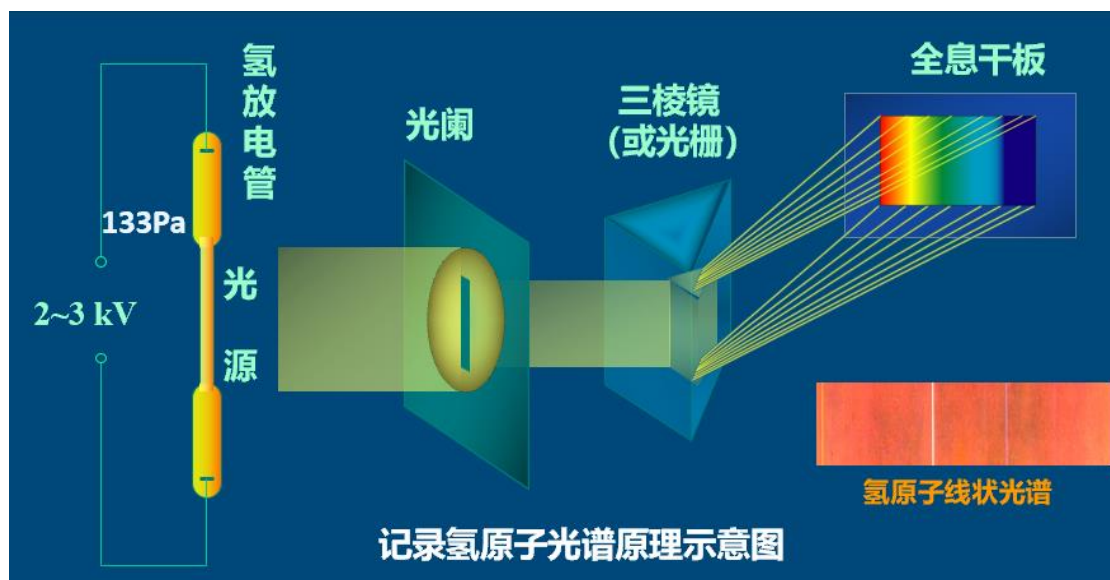 氢
放
电
管
133Pa
光
源
2~3 kV
光阑
三棱镜
(或光栅)
全息干板
氢原子线状光谱
记录氢原子光谱原理示意图